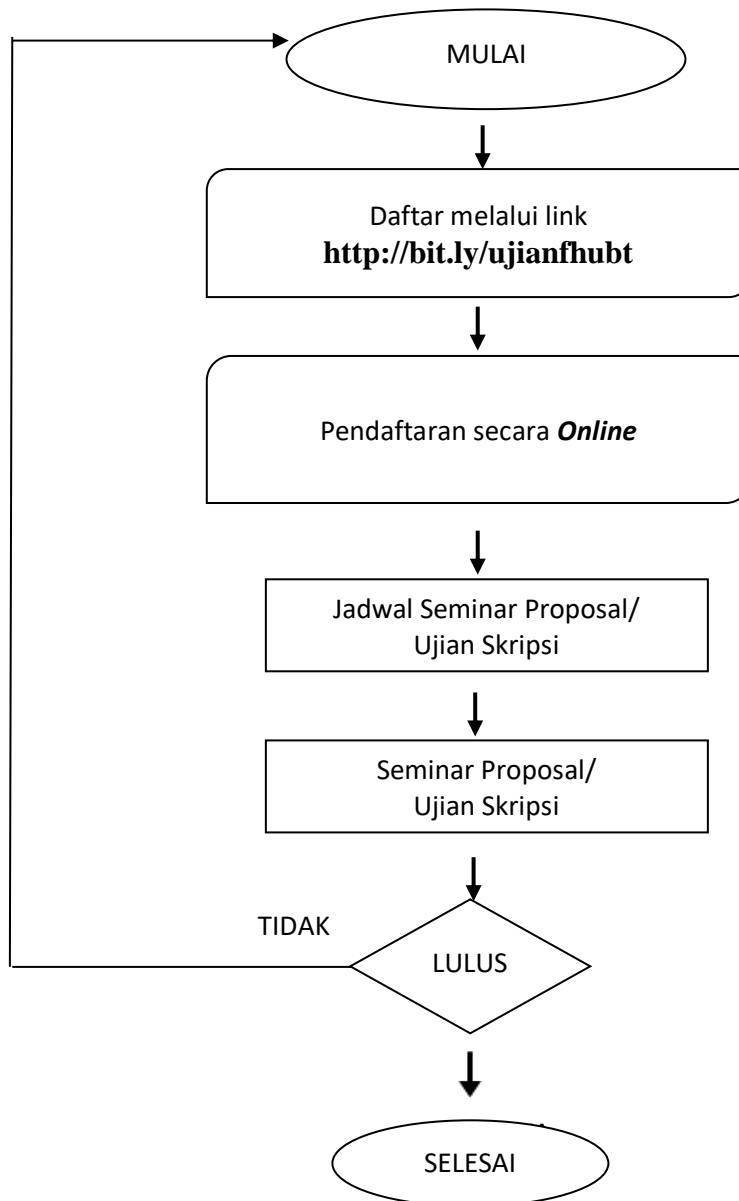 MULAI
Daftar melalui link
http://bit.ly/ujianfhubt
Pendaftaran secara Online
Jadwal Seminar Proposal/
Ujian Skripsi
Seminar Proposal/
Ujian Skripsi
TIDAK
LULUS
SELESAI